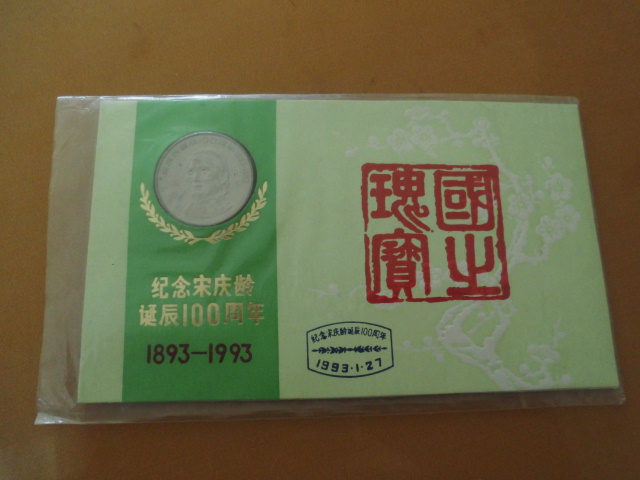 纪念宋庆龄
诞辰100周年
1893—1993
國之
瑰寶
纪念宋庆龄诞辰100周年
1993·1·27